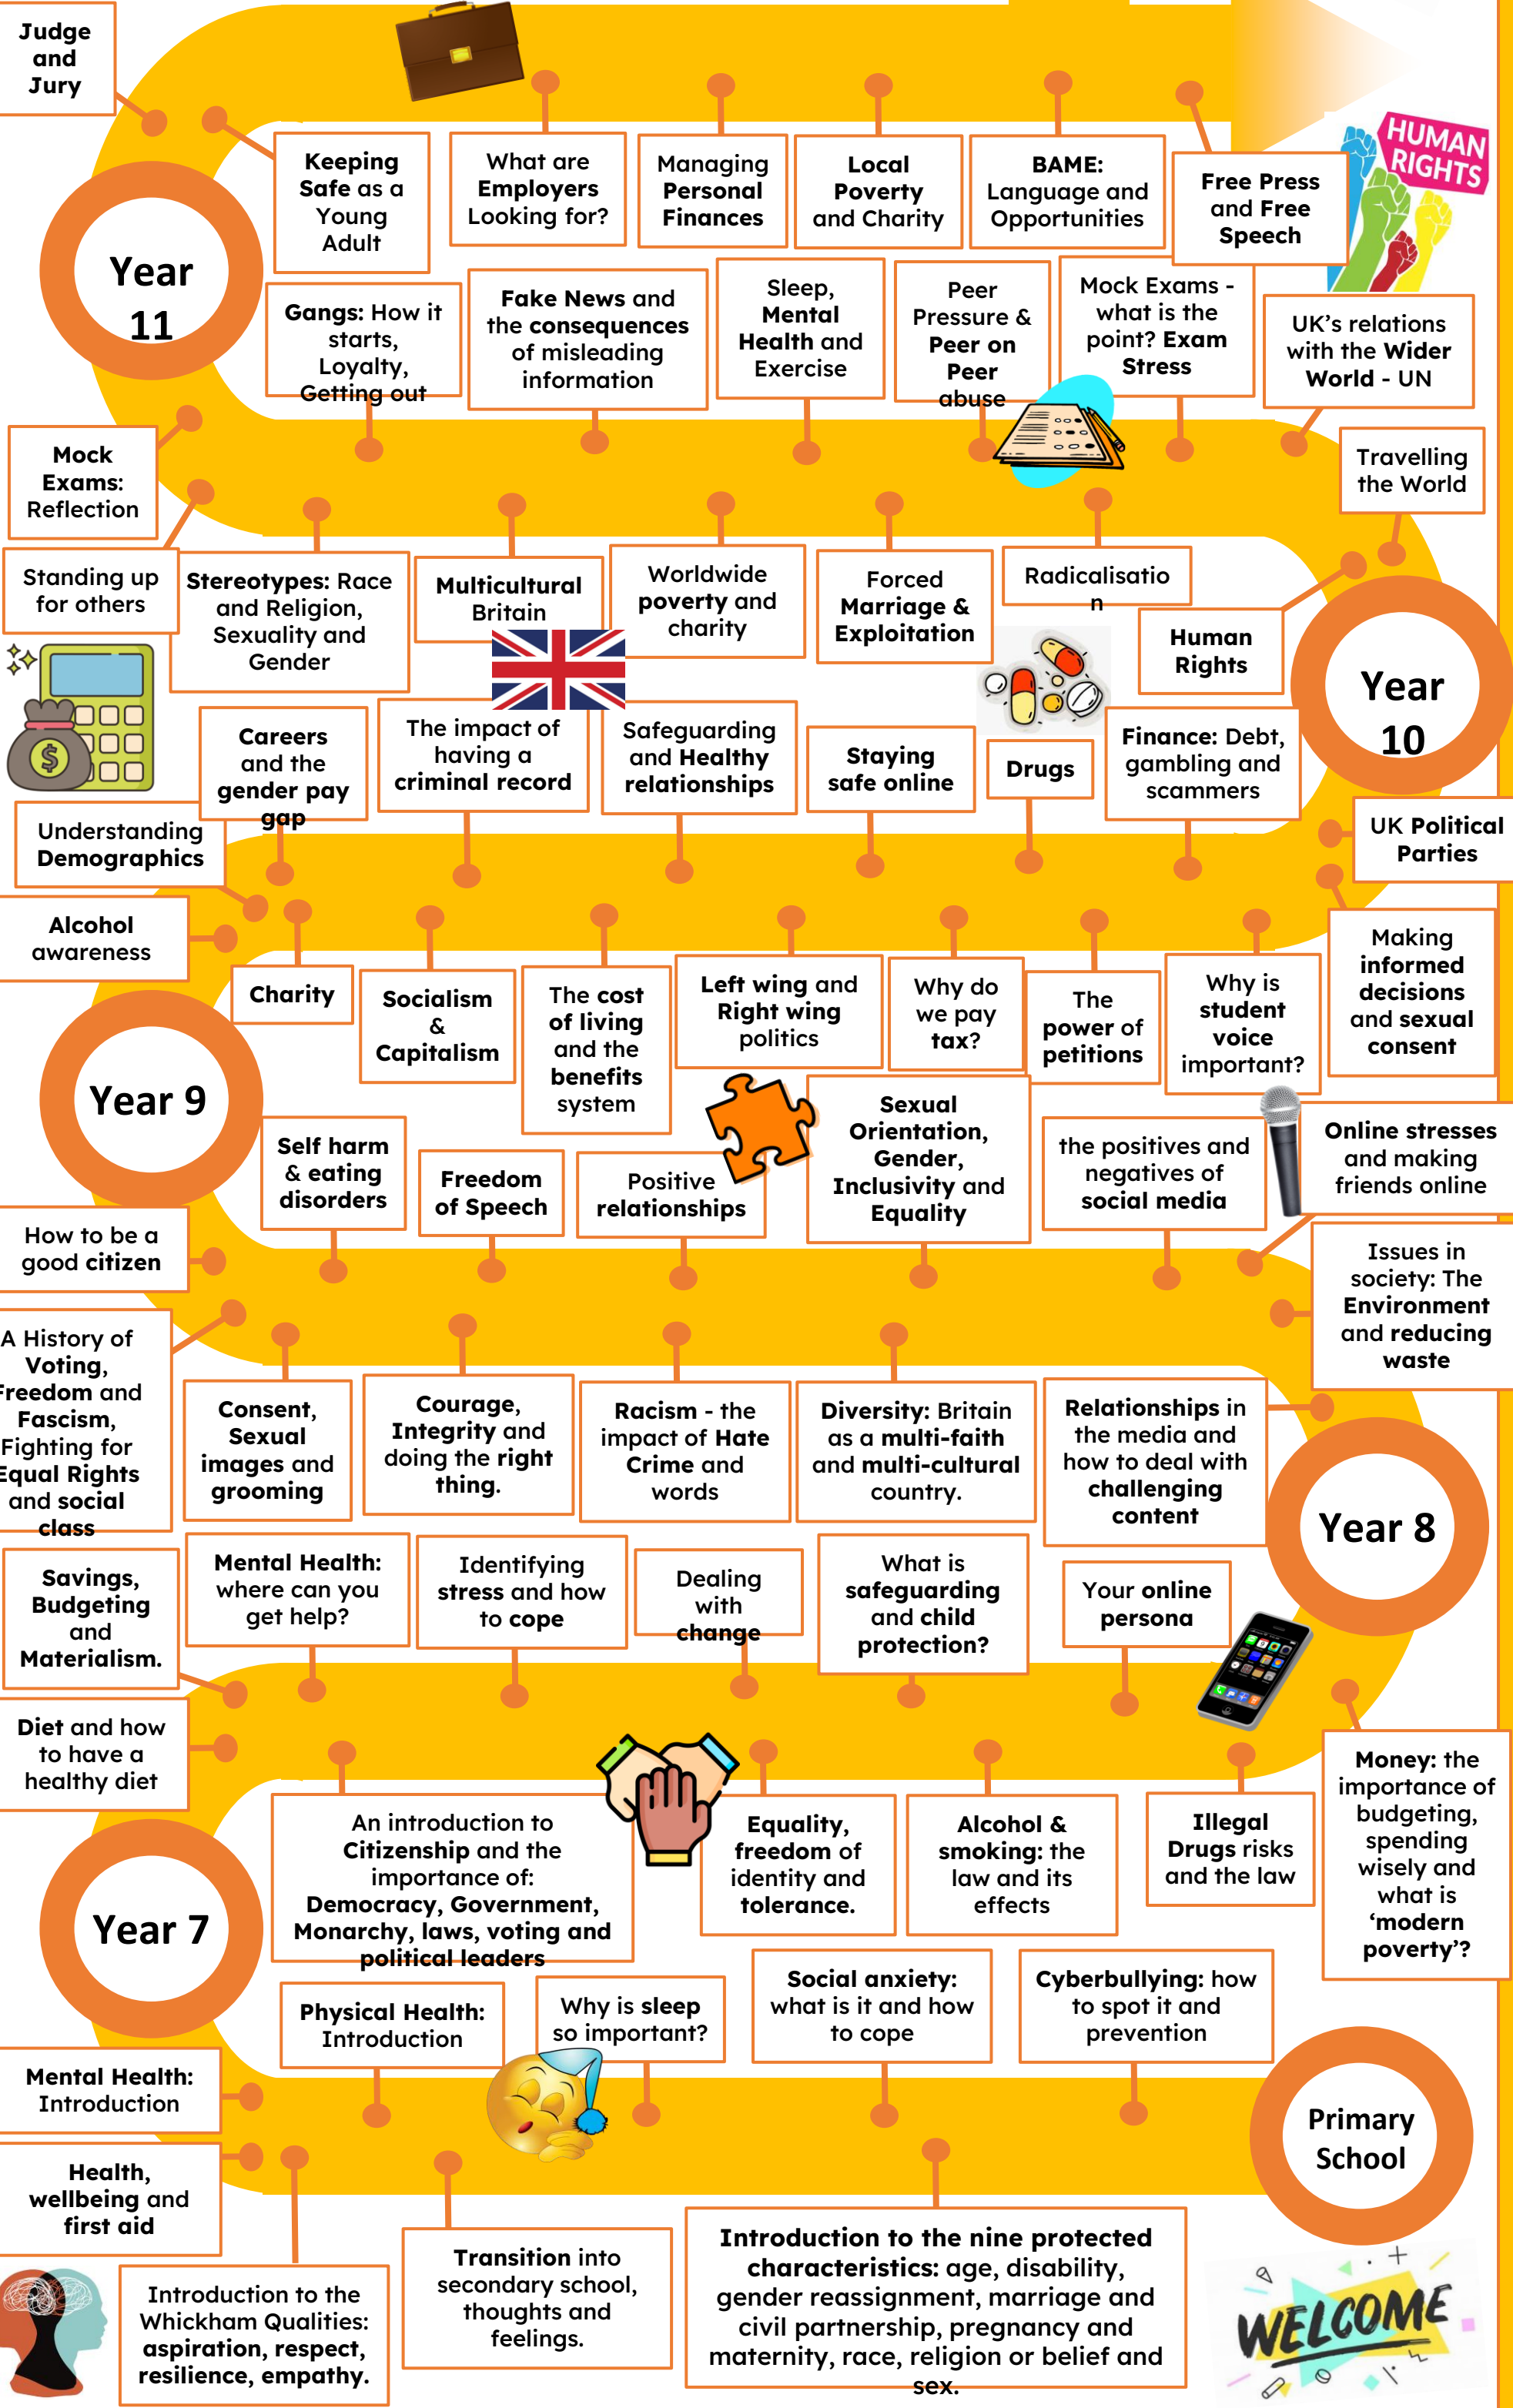 Judge
and
Jury
Keeping
Safe as a
Young
Adult
What are
Employers
Looking for?
Managing
Personal
Finances
Local
Poverty
and Charity
BAME:
Language and
Opportunities
Free Press
and Free
Speech
HUMAN
RIGHTS
Year
11
Gangs: How it
starts,
Loyalty,
Getting out
Fake News and
the consequences
of misleading
information
Sleep,
Mental
Health and
Exercise
Peer
Pressure &
Peer on
Peer
abuse
Mock Exams -
what is the
point? Exam
Stress
UK's relations
with the Wider
World - UN
Mock
Exams:
Reflection
Travelling
the World
Standing up
for others
Stereotypes: Race
and Religion,
Sexuality and
Gender
Multicultural
Britain
Worldwide
poverty and
charity
Forced
Marriage &
Exploitation
Radicalisatio
n
Human
Rights
Year
10
Careers
and the
gender pay
gap
The impact of
having a
criminal record
Safeguarding
and Healthy
relationships
Staying
safe online
Drugs
Finance: Debt,
gambling and
scammers
Understanding
Demographics
UK Political
Parties
Alcohol
awareness
Charity
Socialism
&
Capitalism
The cost
of living
and the
benefits
system
Left wing and
Right wing
politics
Why do
we pay
tax?
The
power of
petitions
Why is
student
voice
important?
Making
informed
decisions
and sexual
consent
Year 9
Self harm
& eating
disorders
Freedom
of Speech
Positive
relationships
Sexual
Orientation,
Gender,
Inclusivity and
Equality
the positives and
negatives of
social media
Online stresses
and making
friends online
How to be a
good citizen
Issues in
society: The
Environment
and reducing
waste
A History of
Voting,
Freedom and
Fascism,
Fighting for
Equal Rights
and social
class
Consent,
Sexual
images and
grooming
Courage,
Integrity and
doing the right
thing.
Racism - the
impact of Hate
Crime and
words
Diversity: Britain
as a multi-faith
and multi-cultural
country.
Relationships in
the media and
how to deal with
challenging
content
Year 8
Savings,
Budgeting
and
Materialism.
Mental Health:
where can you
get help?
Identifying
stress and how
to cope
Dealing
with
change
What is
safeguarding
and child
protection?
Your online
persona
Diet and how
to have a
healthy diet
An introduction to
Citizenship and the
importance of:
Democracy, Government,
Monarchy, laws, voting and
political leaders
Equality,
freedom of
identity and
tolerance.
Alcohol &
smoking: the
law and its
effects
Illegal
Drugs risks
and the law
Money: the
importance of
budgeting,
spending
wisely and
what is
‘modern
poverty’?
Year 7
Physical Health:
Introduction
Why is sleep
so important?
Social anxiety:
what is it and how
to cope
Cyberbullying: how
to spot it and
prevention
Mental Health:
Introduction
Primary
School
Health,
wellbeing and
first aid
Introduction to the
Whickham Qualities:
aspiration, respect,
resilience, empathy.
Transition into
secondary school,
thoughts and
feelings.
Introduction to the nine protected
characteristics: age, disability,
gender reassignment, marriage and
civil partnership, pregnancy and
maternity, race, religion or belief and
sex.
WELCOME